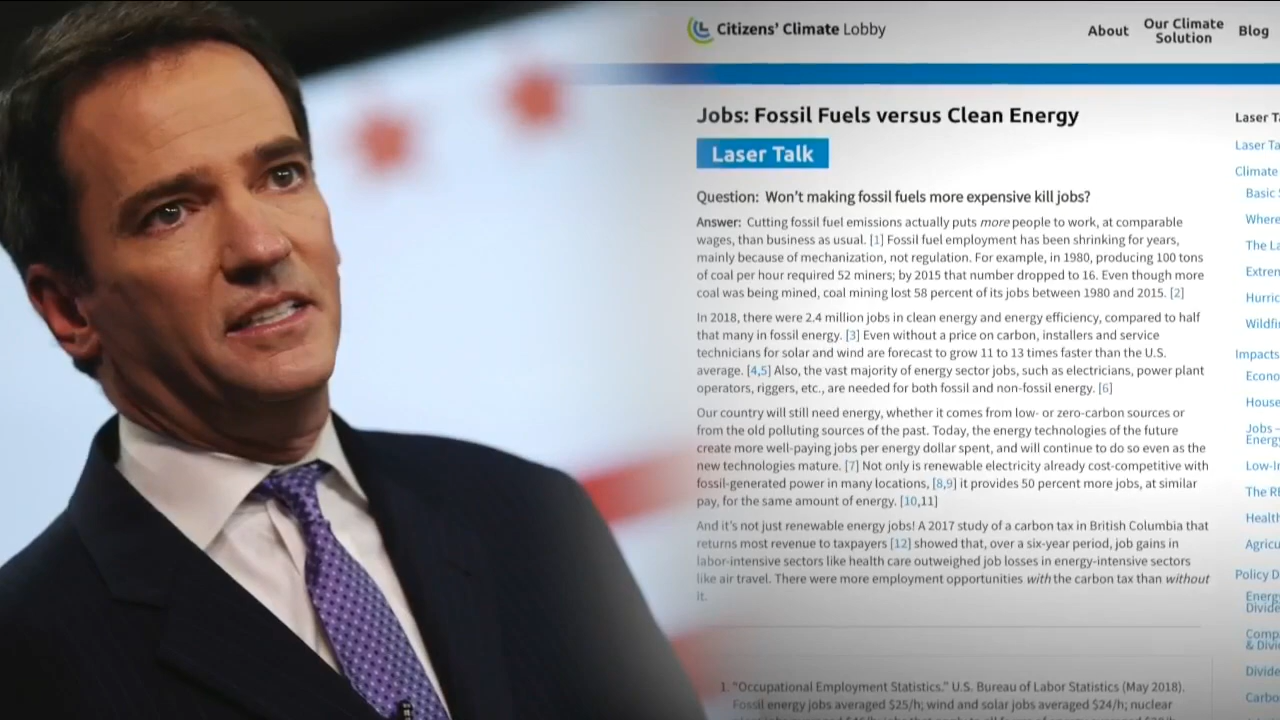 Citizens' Climate Lobby
About
Our Climate
Solution
Blog
Jobs: Fossil Fuels versus Clean Energy
Laser Talk
Question: Won't making fossil fuels more expensive kill jobs?
Answer: Cutting fossil fuel emissions actually puts more people to work, at comparable
wages, than business as usual. [1] Fossil fuel employment has been shrinking for years,
mainly because of mechanization, not regulation. For example, in 1980, producing 100 tons
of coal per hour required 52 miners; by 2015 that number dropped to 16. Even though more
coal was being mined, coal mining lost 58 percent of its jobs between 1980 and 2015. [2]
In 2018, there were 2.4 million jobs in clean energy and energy efficiency, compared to half
that many in fossil energy. [3] Even without a price on carbon, installers and service
technicians for solar and wind are forecast to grow 11 to 13 times faster than the U.S.
average. [4,5] Also, the vast majority of energy sector jobs, such as electricians, power plant
operators, riggers, etc., are needed for both fossil and non-fossil energy. [6]
Our country will still need energy, whether it comes from low- or zero-carbon sources or
from the old polluting sources of the past. Today, the energy technologies of the future
create more well-paying jobs per energy dollar spent, and will continue to do so even as the
new technologies mature. [7] Not only is renewable electricity already cost-competitive with
fossil-generated power in many locations, [8,9] it provides 50 percent more jobs, at similar
pay, for the same amount of energy. [10,11]
And it's not just renewable energy jobs! A 2017 study of a carbon tax in British Columbia that
returns most revenue to taxpayers [12] showed that, over a six-year period, job gains in
labor-intensive sectors like health care outweighed job losses in energy-intensive sectors
like air travel. There were more employment opportunities with the carbon tax than without
it.
1. "Occupational Employment Statistics." U.S. Bureau of Labor Statistics (May 2018).
Fossil energy jobs averaged $25/h; wind and solar jobs averaged $24/h; nuclear
Laser Ta
Laser Ta
Climate
Basic S
Where
The La
Extrem
Hurric
Wildfi
Impacts
Econo
House
Jobs –
Energy
Low-I
The RE
Health
Agricu
Policy D
Energy
Divide
Comp
& Divi
Divide
Carbo